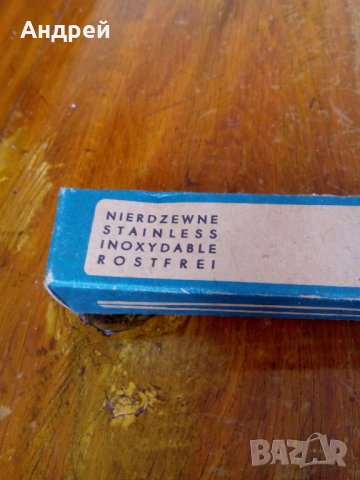 Андрей
NIERDZEWNE
STAINLESS
INOXYDABLE
ROSTFREI
BAZAR